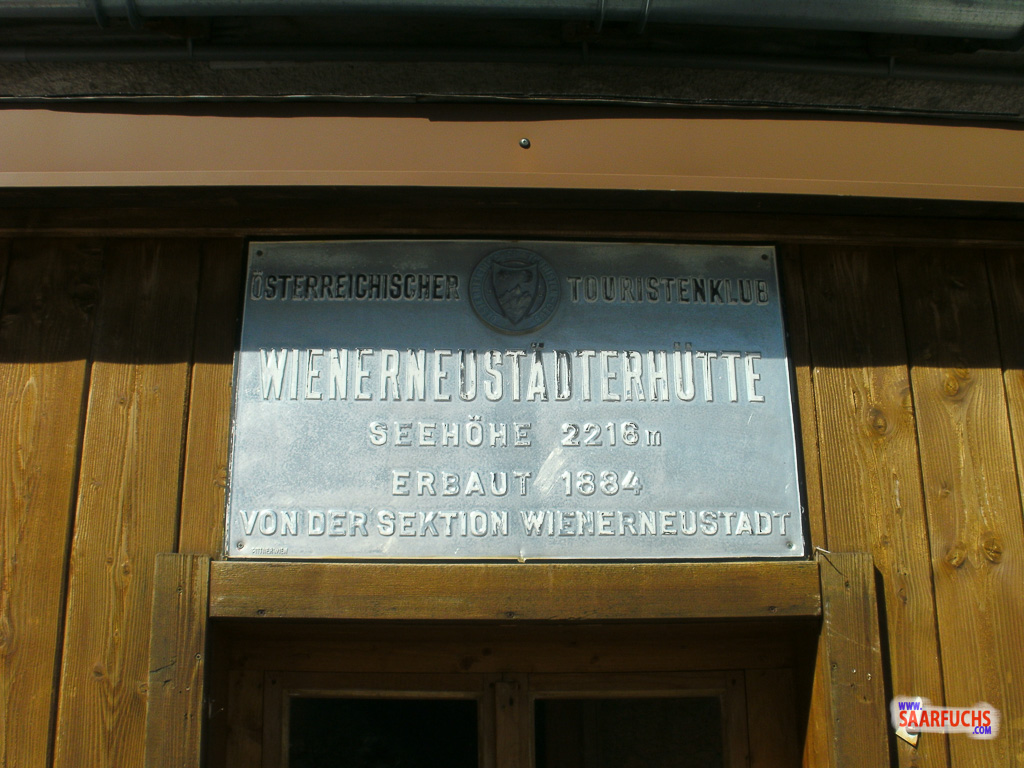 ÖSTERREICHISCHER TOURISTENKLUB
WIENERNEUSTÄDTERHÜTTE
SEEHÖHE 2216 m
ERBAUT 1884
VON DER SEKTION WIENERNEUSTADT
WWW.
SAARFUCHS
.COM